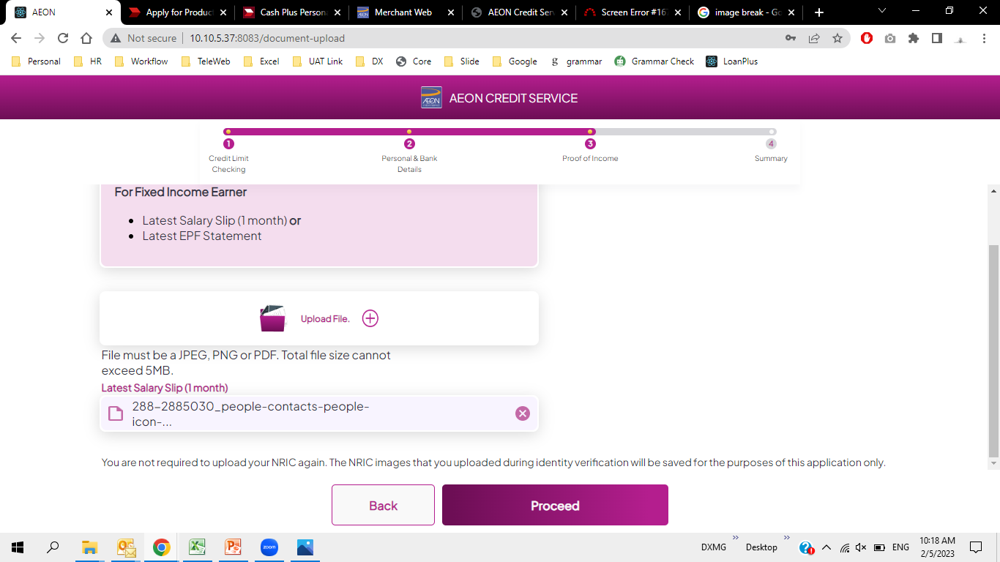 AEON
Apply for Product
Cash Plus Persona
Merchant Web
AEON Credit Serv
Screen Error #167
image break - Go
Not secure
10.10.5.37:8083/document-upload
Personal
HR
Workflow
TeleWeb
Excel
UAT Link
DX
Core
Slide
Google
g grammar
Grammar Check
LoanPlus
AEON
CREDIT SERVICE
AEON CREDIT SERVICE
1
2
3
4
Credit Limit
Checking
Personal & Bank
Details
Proof of Income
Summary
For Fixed Income Earner
Latest Salary Slip (1 month) or
Latest EPF Statement
Upload File.
File must be a JPEG, PNG or PDF. Total file size cannot
exceed 5MB.
Latest Salary Slip (1 month)
288-2885030_people-contacts-people-
icon-...
You are not required to upload your NRIC again. The NRIC images that you uploaded during identity verification will be saved for the purposes of this application only.
Back
Proceed
zoom
DXMG
Desktop
ENG
10:18 AM
2/5/2023